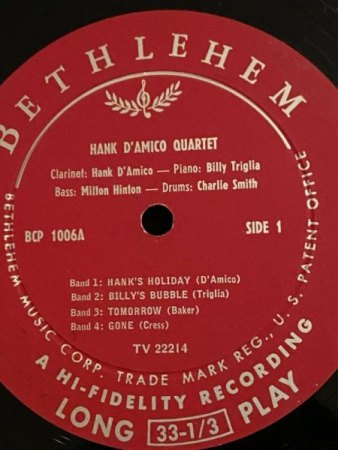 BETHLEHEM
HANK D'AMICO QUARTET
Clarinet: Hank D'Amico — Piano: Billy Triglia
Bass: Milton Hinton — Drums: Charlie Smith
BCP 1006A
SIDE 1
Band 1: HANK'S HOLIDAY (D'Amico)
Band 2: BILLY'S BUBBLE (Triglia)
Band 3: TOMORROW (Baker)
Band 4: GONE (Cress)
TV 22214
BETHLEHEM MUSIC CORP. TRADE MARK REG., U. S. PATENT OFFICE
A HI-FIDELITY RECORDING
LONG 33-1/3 PLAY